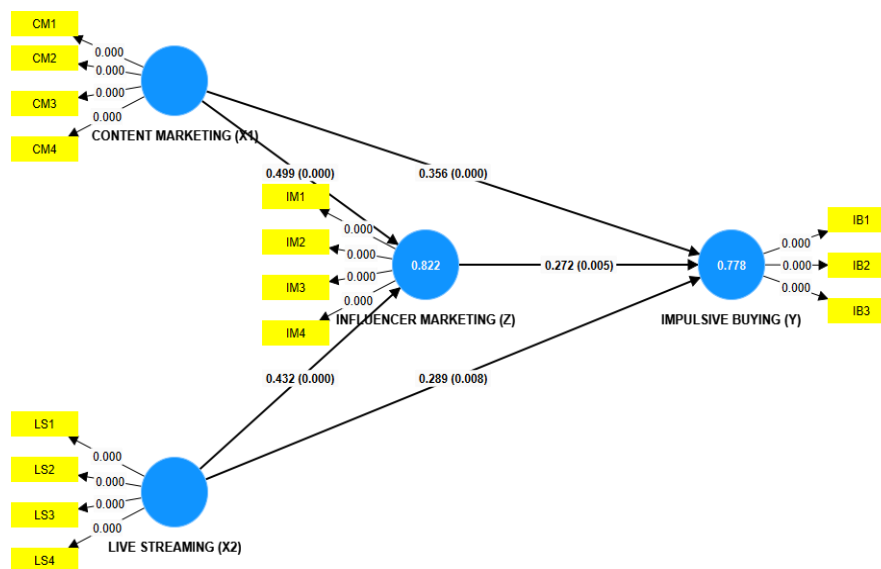 CM1
0.000
CM2
0.000
CM3
0.000
CM4
0.000
CONTENT MARKETING (X1)
0.499 (0.000)
0.356 (0.000)
IM1
0.000
IM2
0.000
IM3
0.000
IM4
0.000
0.822
INFLUENCER MARKETING (Z)
0.272 (0.005)
0.778
IMPULSIVE BUYING (Y)
0.000
IB1
0.000
IB2
0.000
IB3
0.432 (0.000)
0.289 (0.008)
LS1
0.000
LS2
0.000
LS3
0.000
LS4
0.000
LIVE STREAMING (X2)